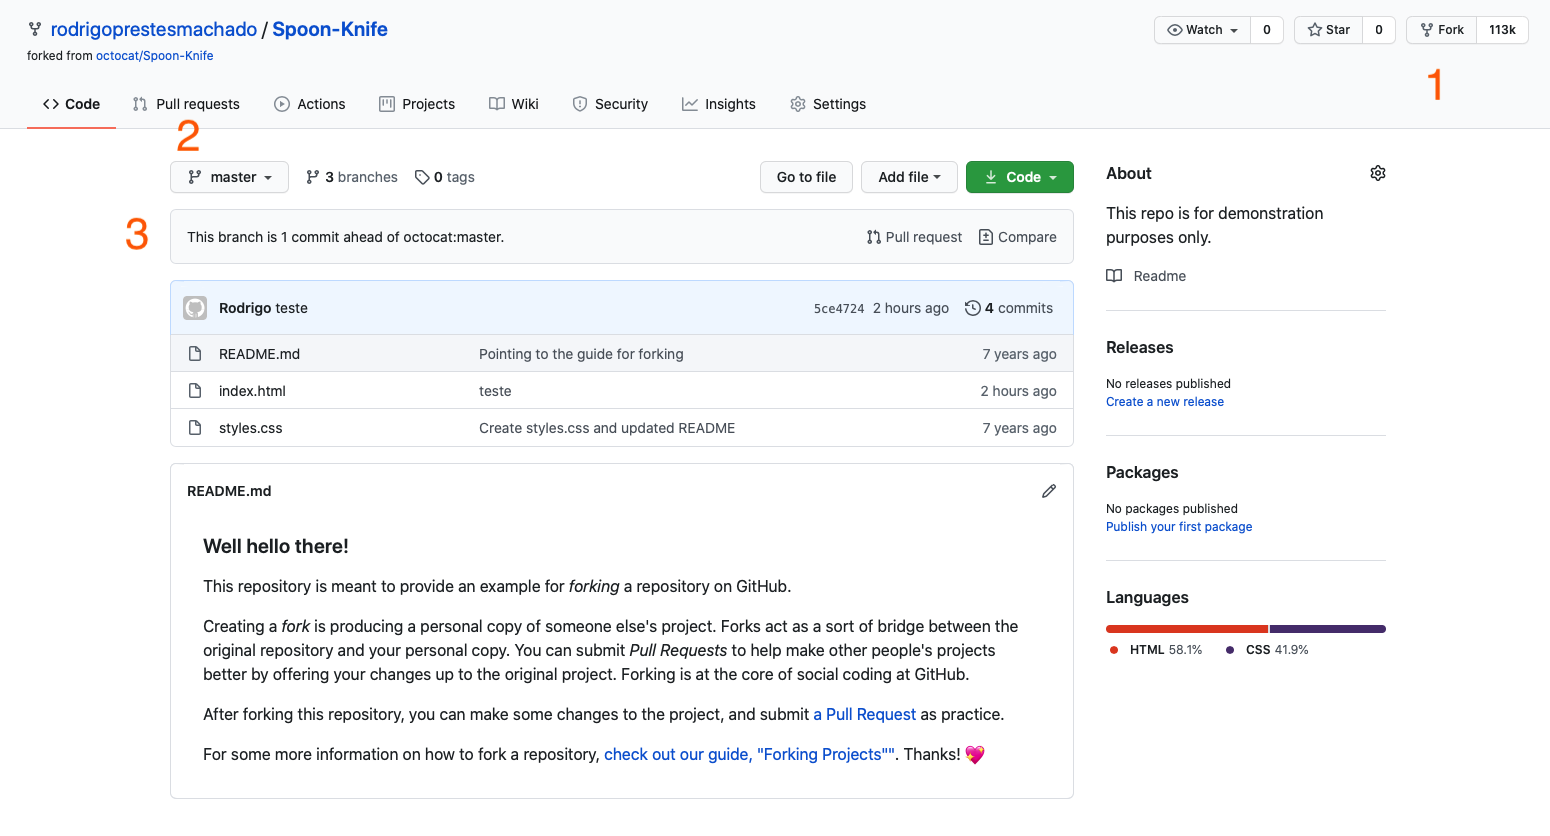 rodrigoprestesmachado / Spoon-Knife
forked from octocat/Spoon-Knife
Watch 0 Star 0 Fork 113k
1
Code Pull requests Actions Projects Wiki Security Insights Settings
2
master 3 branches 0 tags Go to file Add file Code
3
This branch is 1 commit ahead of octocat:master. Pull request Compare
Rodrigo teste 5ce4724 2 hours ago 4 commits
README.md Pointing to the guide for forking 7 years ago
index.html teste 2 hours ago
styles.css Create styles.css and updated README 7 years ago
README.md
Well hello there!
This repository is meant to provide an example for forking a repository on GitHub.
Creating a fork is producing a personal copy of someone else's project. Forks act as a sort of bridge between the
original repository and your personal copy. You can submit Pull Requests to help make other people's projects
better by offering your changes up to the original project. Forking is at the core of social coding at GitHub.
After forking this repository, you can make some changes to the project, and submit a Pull Request as practice.
For some more information on how to fork a repository, check out our guide, "Forking Projects"". Thanks! 💖
About
This repo is for demonstration
purposes only.
Readme
Releases
No releases published
Create a new release
Packages
No packages published
Publish your first package
Languages
HTML 58.1% CSS 41.9%